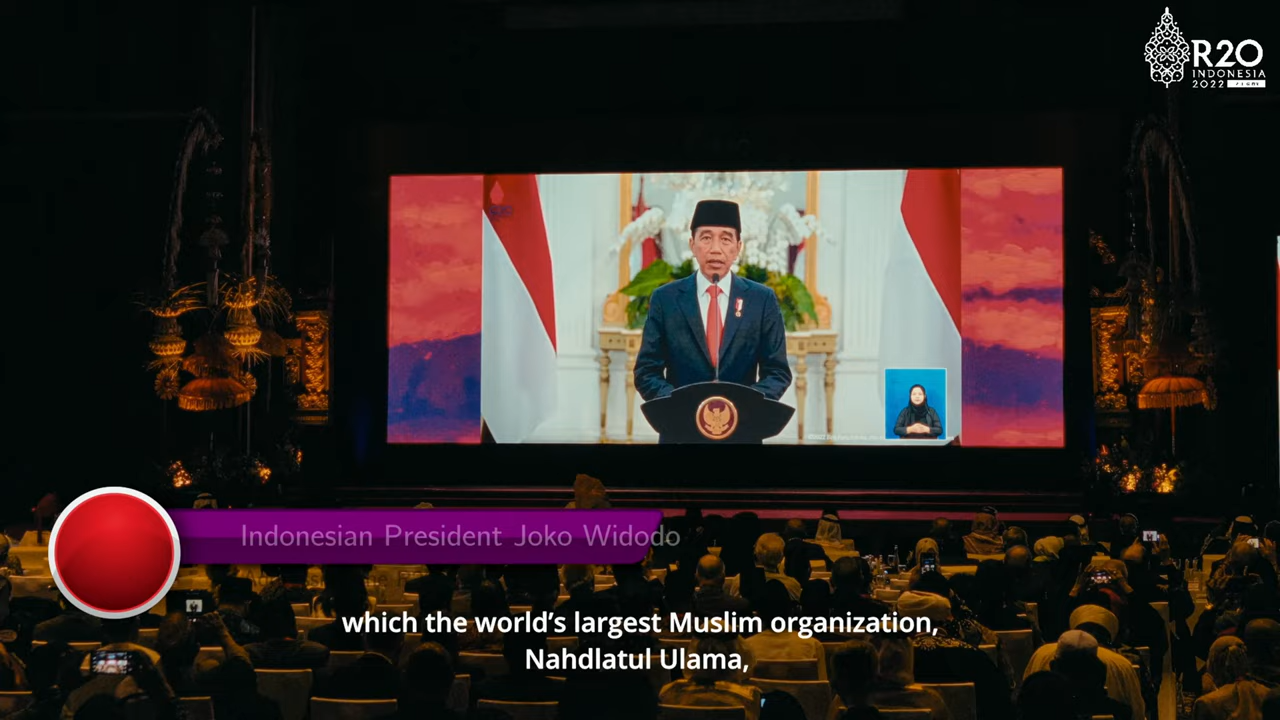 R20
INDONESIA
2022
Indonesian President Joko Widodo
which the world's largest Muslim organization,
Nahdlatul Ulama,